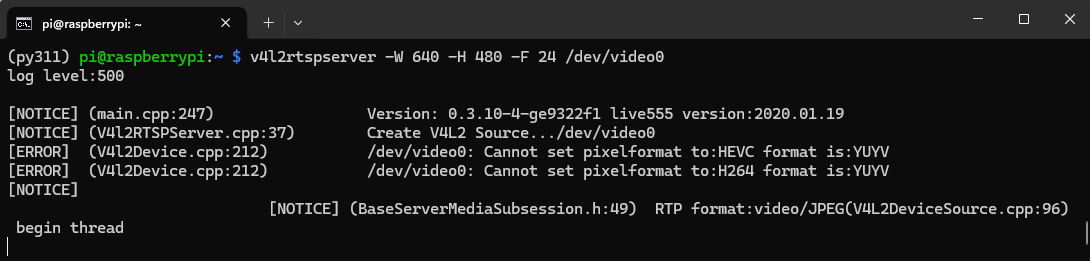 pi@raspberrypi: ~
(py311) pi@raspberrypi:~ $ v4l2rtspserver -W 640 -H 480 -F 24 /dev/video0
log level:500
[NOTICE] (main.cpp:247) Version: 0.3.10-4-ge9322f1 live555 version:2020.01.19
[NOTICE] (V4l2RTSPServer.cpp:37) Create V4L2 Source.../dev/video0
[ERROR] (V4l2Device.cpp:212) /dev/video0: Cannot set pixelformat to:HEVC format is:YUYV
[ERROR] (V4l2Device.cpp:212) /dev/video0: Cannot set pixelformat to:H264 format is:YUYV
[NOTICE]
[NOTICE] (BaseServerMediaSubsession.h:49) RTP format:video/JPEG(V4L2DeviceSource.cpp:96)
begin thread